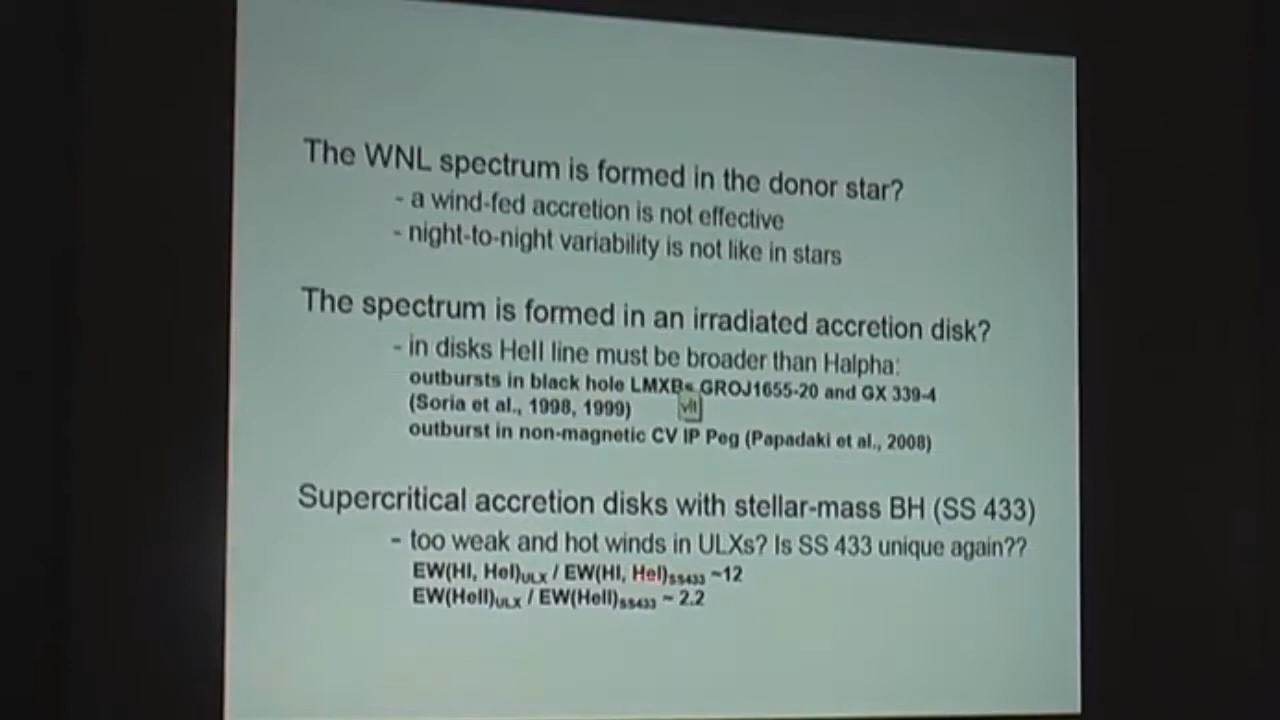 The WNL spectrum is formed in the donor star?
- a wind-fed accretion is not effective
- night-to-night variability is not like in stars
The spectrum is formed in an irradiated accretion disk?
- in disks HeII line must be broader than Halpha:
outbursts in black hole LMXBs GROJ1655-20 and GX 339-4
(Soria et al., 1998, 1999)
outburst in non-magnetic CV IP Peg (Papadaki et al., 2008)
Supercritical accretion disks with stellar-mass BH (SS 433)
- too weak and hot winds in ULXs? Is SS 433 unique again??
EW(HI, HeI)ULX / EW(HI, HeI)SS433 ~12
EW(HeII)ULX / EW(HeII)SS433 ~ 2.2